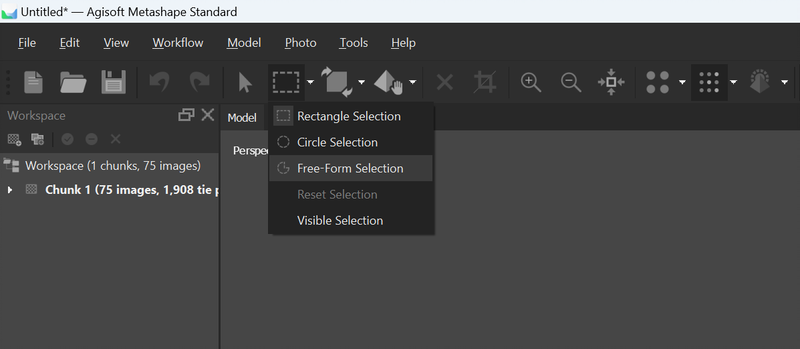 Untitled* — Agisoft Metashape Standard
File Edit View Workflow Model Photo Tools Help
Workspace
Model
Rectangle Selection
Circle Selection
Perspec
Workspace (1 chunks, 75 images)
Free-Form Selection
Chunk 1 (75 images, 1,908 tie p
Reset Selection
Visible Selection